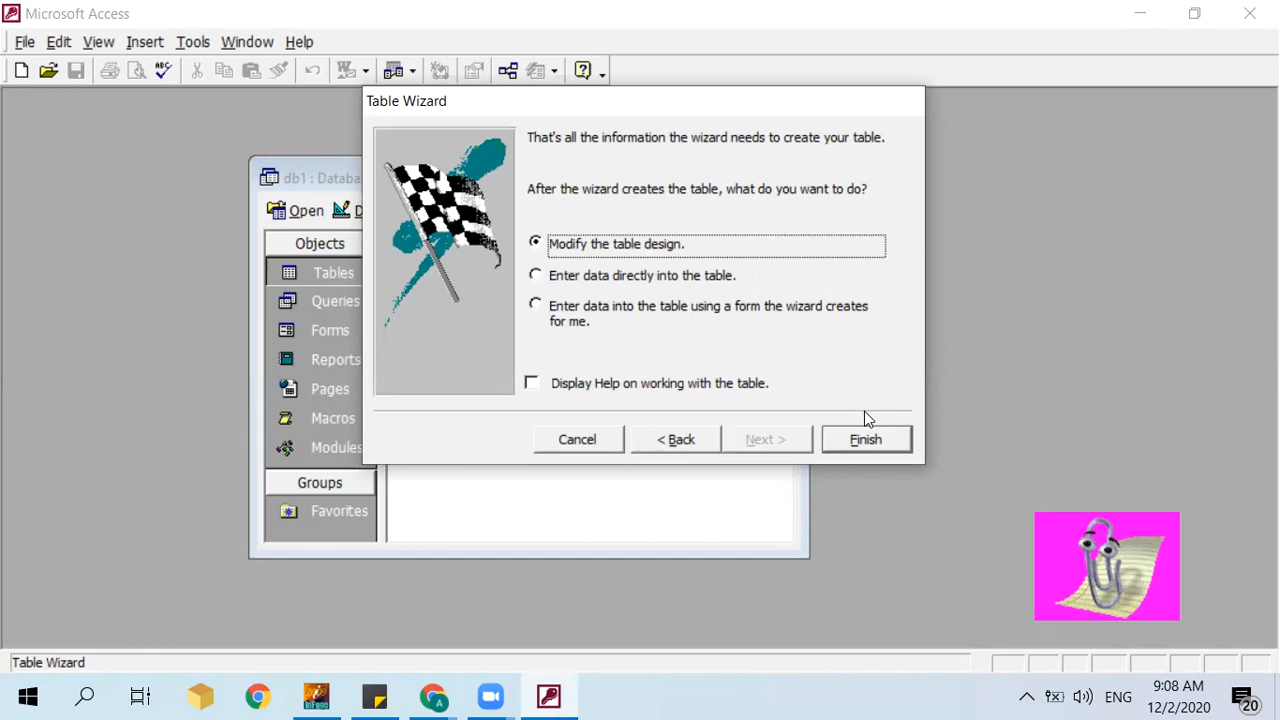 Microsoft Access
File Edit View Insert Tools Window Help
Table Wizard
That's all the information the wizard needs to create your table.
After the wizard creates the table, what do you want to do?
Modify the table design.
Enter data directly into the table.
Enter data into the table using a form the wizard creates
for me.
Display Help on working with the table.
Cancel < Back Next > Finish
db1 : Databa
Open D
Objects
Tables
Queries
Forms
Reports
Pages
Macros
Modules
Groups
Favorites
Table Wizard
ENG
9:08 AM
12/2/2020
20